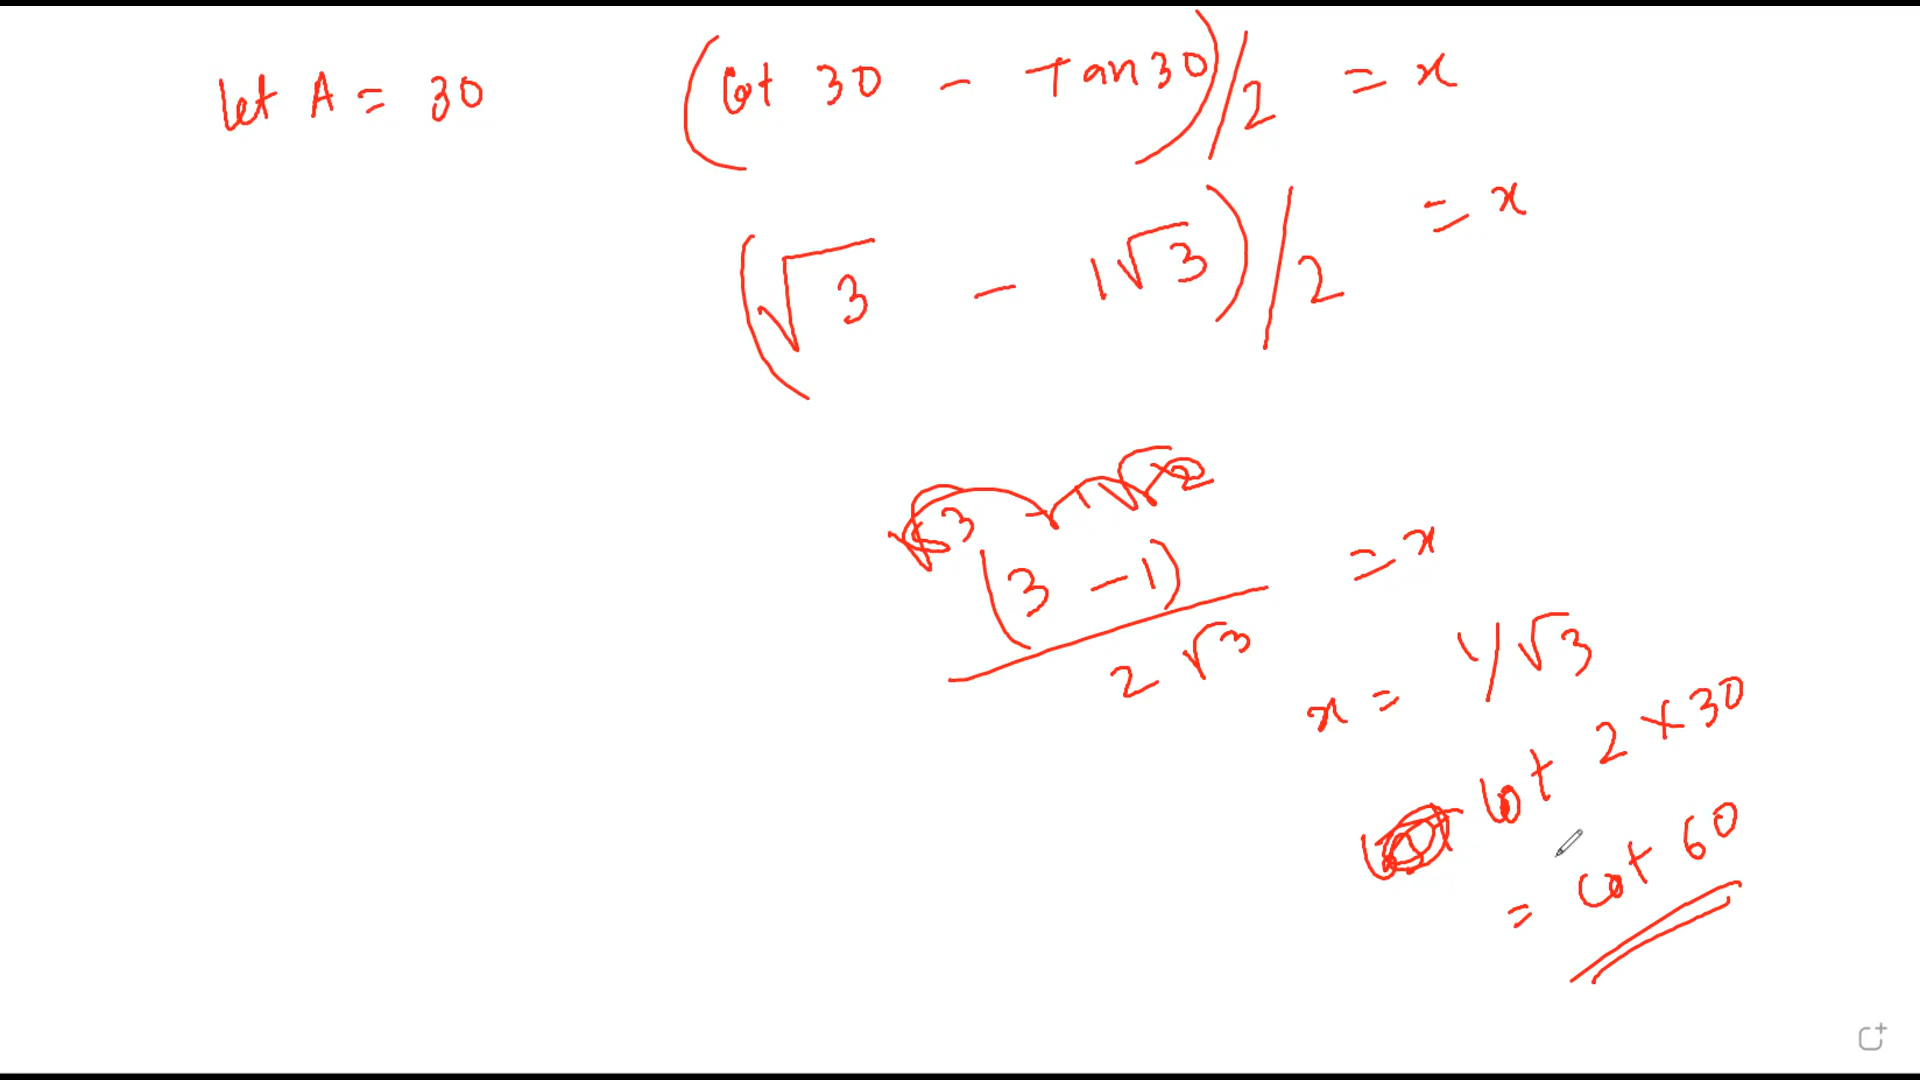 let A = 30 (Cot 30 - Tan 30)/2 = x
(√3 - 1√3)/2 = x
(3 - 1) = x
2√3
x = 1/√3
Cot 2 x 30
= Cot 60